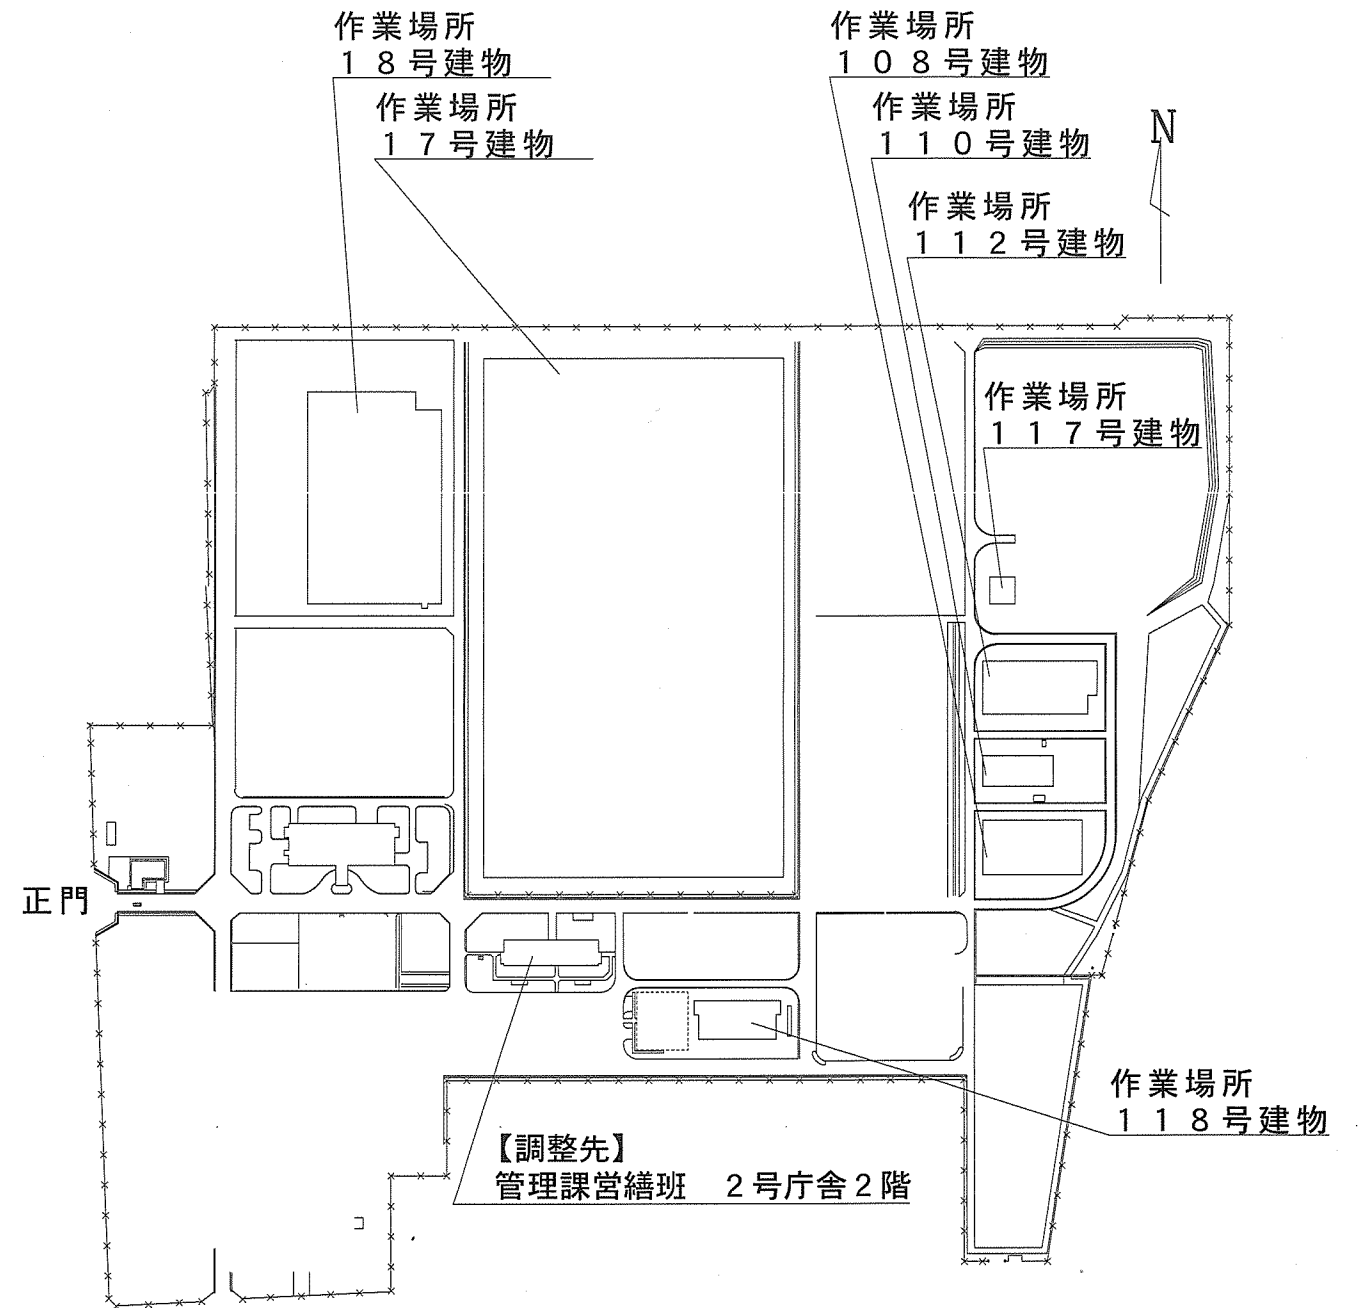 作業場所
１８号建物
作業場所
１７号建物
作業場所
１０８号建物
作業場所
１１０号建物
作業場所
１１２号建物
N
作業場所
１１７号建物
正門
作業場所
１１８号建物
【調整先】
管理課営繕班　２号庁舎２階